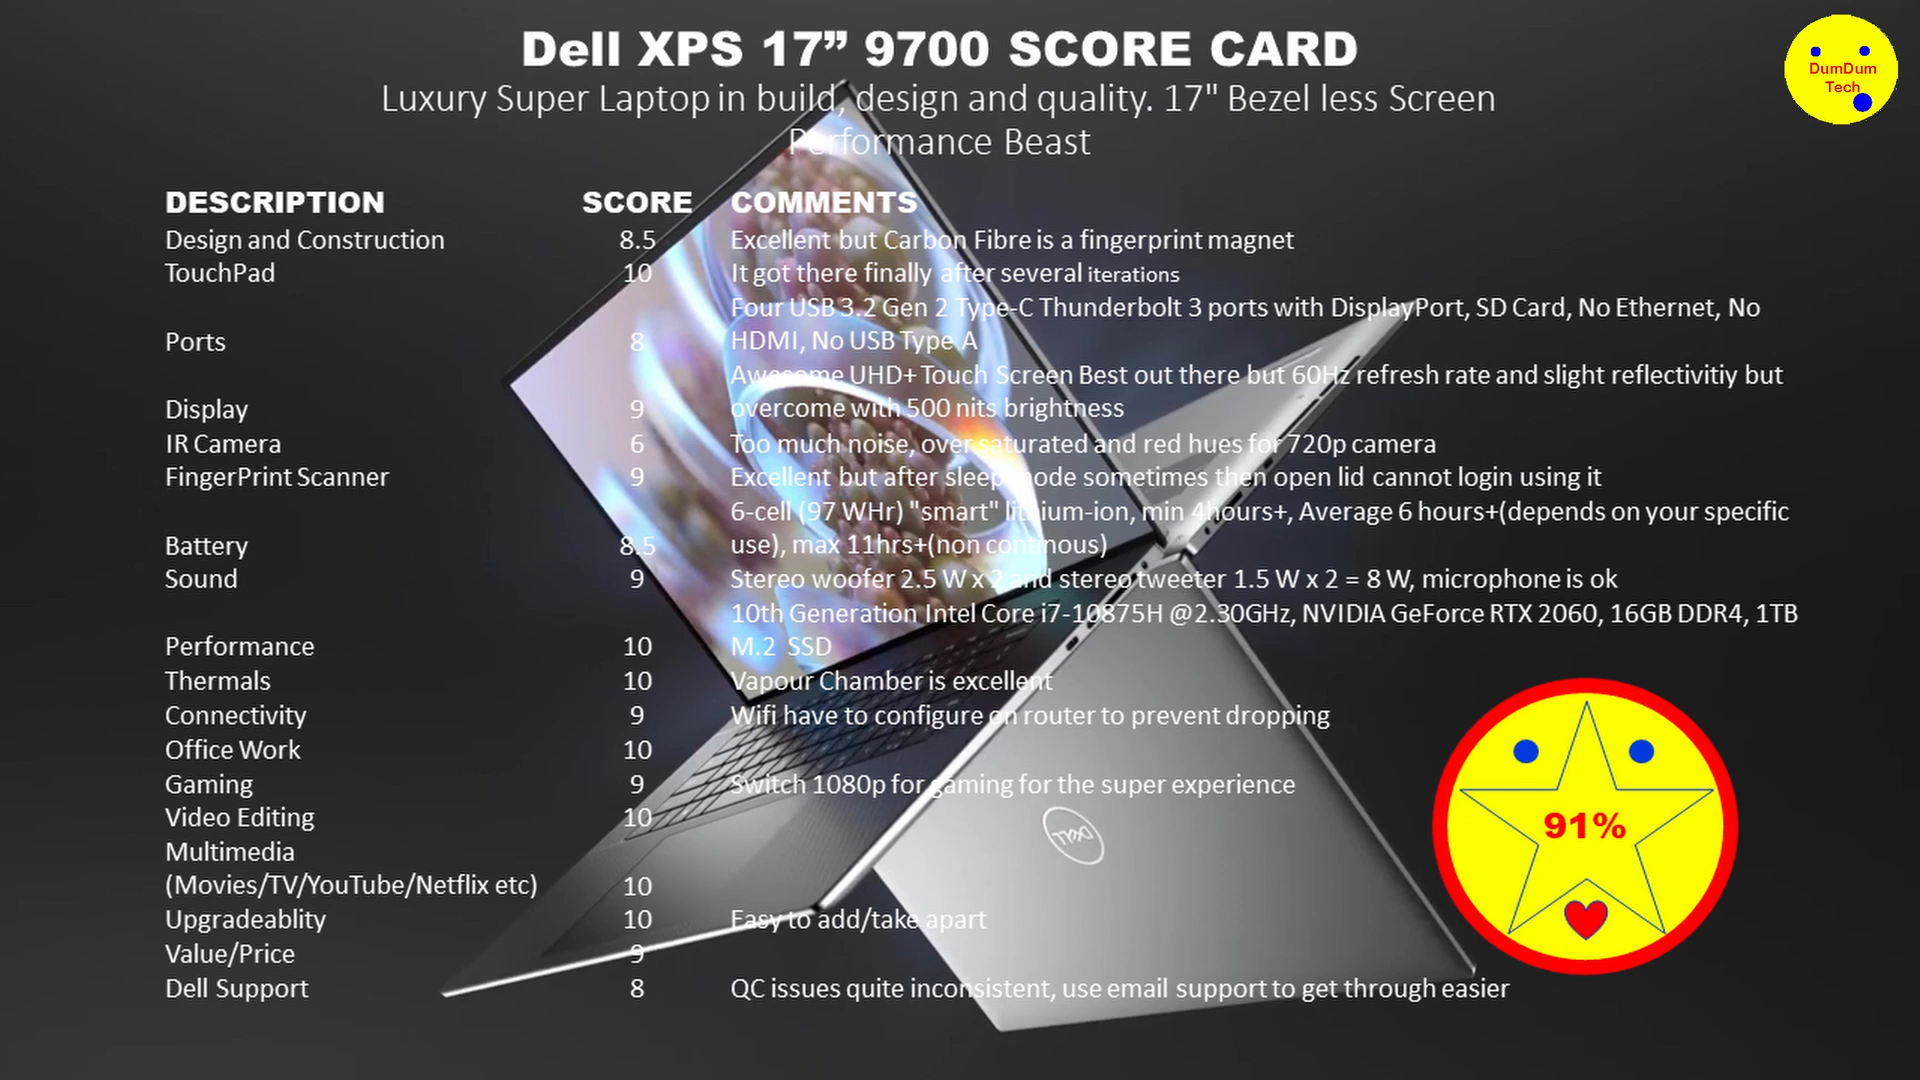 Dell XPS 17” 9700 SCORE CARD
DumDum
Tech
Luxury Super Laptop in build, design and quality. 17" Bezel less Screen
Performance Beast
DESCRIPTION SCORE COMMENTS
Design and Construction 8.5 Excellent but Carbon Fibre is a fingerprint magnet
TouchPad 10 It got there finally after several iterations
Four USB 3.2 Gen 2 Type-C Thunderbolt 3 ports with DisplayPort, SD Card, No Ethernet, No
Ports 8 HDMI, No USB Type A
Awesome UHD+ Touch Screen Best out there but 60Hz refresh rate and slight reflectivitiy but
Display 9 overcome with 500 nits brightness
IR Camera 6 Too much noise, over saturated and red hues for 720p camera
FingerPrint Scanner 9 Excellent but after sleep mode sometimes then open lid cannot login using it
6-cell (97 WHr) "smart" lithium-ion, min 4hours+, Average 6 hours+(depends on your specific
Battery 8.5 use), max 11hrs+(non continous)
Sound 9 Stereo woofer 2.5 W x 2 and stereo tweeter 1.5 W x 2 = 8 W, microphone is ok
10th Generation Intel Core i7-10875H @2.30GHz, NVIDIA GeForce RTX 2060, 16GB DDR4, 1TB
Performance 10 M.2 SSD
Thermals 10 Vapour Chamber is excellent
Connectivity 9 Wifi have to configure on router to prevent dropping
Office Work 10
Gaming 9 Switch 1080p for gaming for the super experience
Video Editing 10
Multimedia
(Movies/TV/YouTube/Netflix etc) 10
Upgradeablity 10 Easy to add/take apart
Value/Price 9
Dell Support 8 QC issues quite inconsistent, use email support to get through easier
91%
DELL